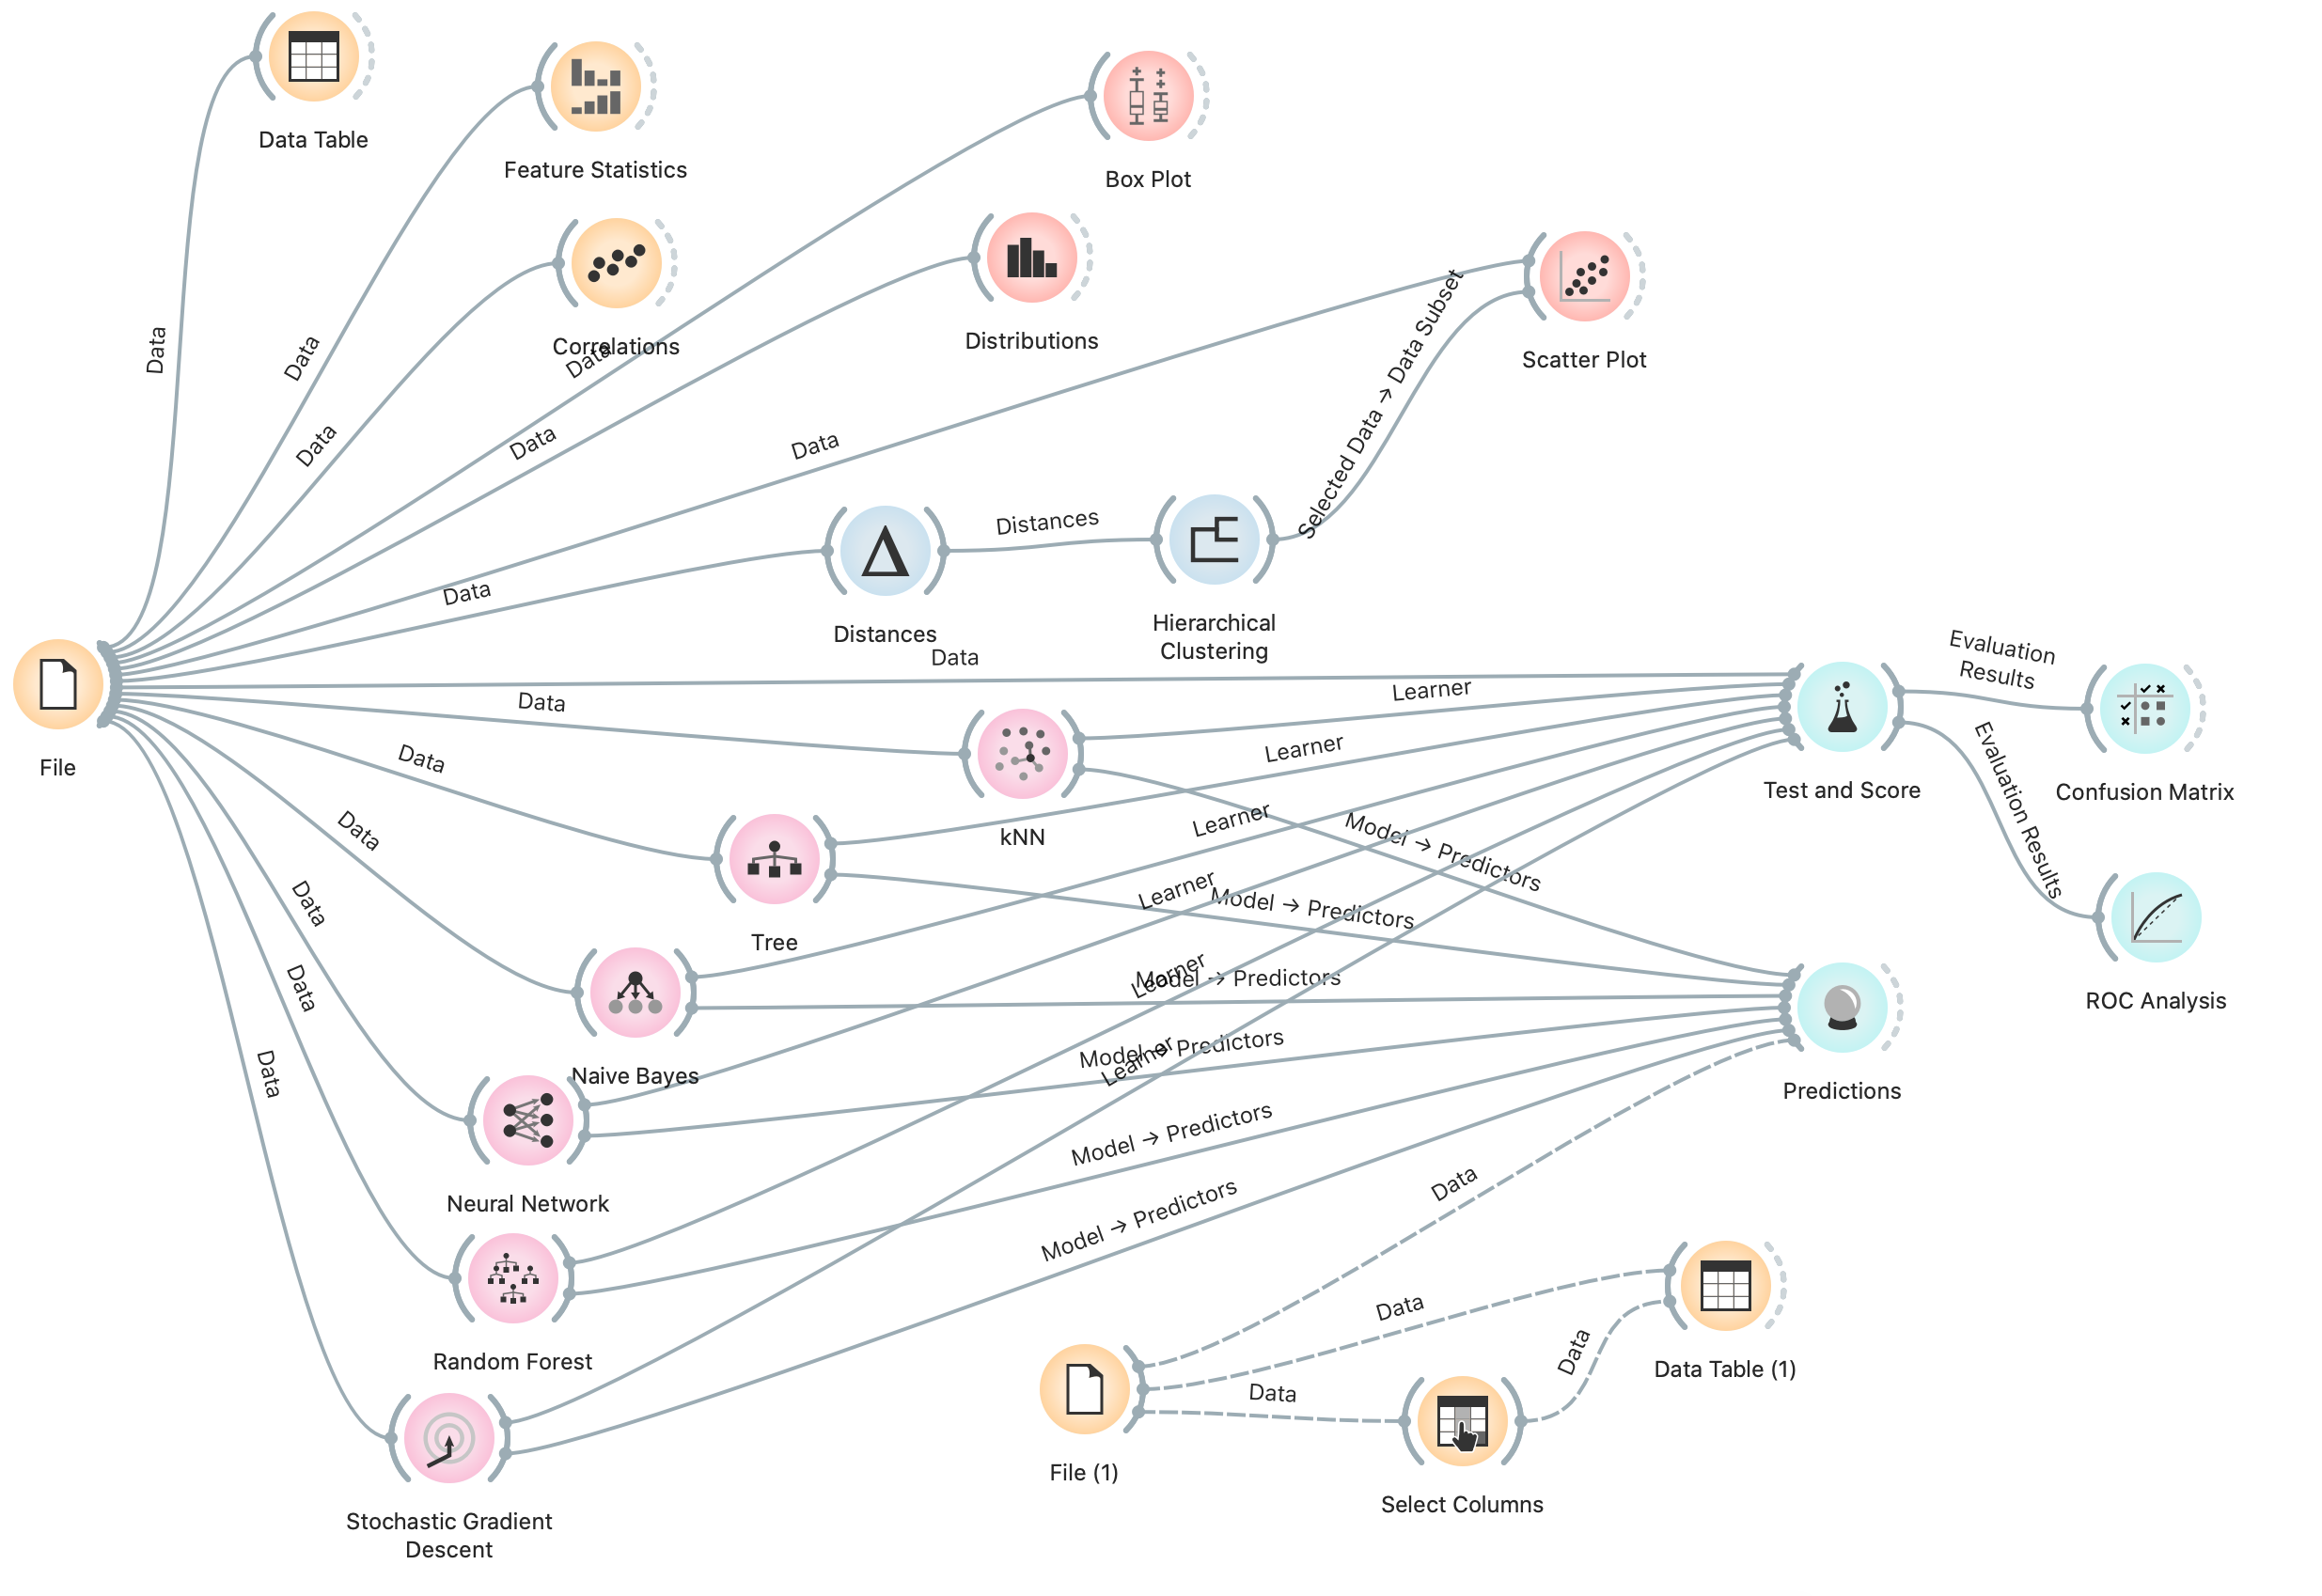 Data Table
Feature Statistics
Box Plot
Correlations
Distributions
Scatter Plot
Data
Data
Data
Data
Data
Data
Selected Data → Data Subset
Distances
Data
Distances
Hierarchical
Clustering
Data
File
Data
Learner
Evaluation
Results
Test and Score
Confusion Matrix
Data
Learner
kNN
Evaluation Results
Data
Learner
Model → Predictors
Tree
Data
Learner
Model → Predictors
Data
Learner
Model → Predictors
ROC Analysis
Naive Bayes
Data
Learner
Model → Predictors
Predictions
Neural Network
Model → Predictors
Model → Predictors
Data
Random Forest
Data
Data
Data Table (1)
Data
File (1)
Select Columns
Stochastic Gradient
Descent